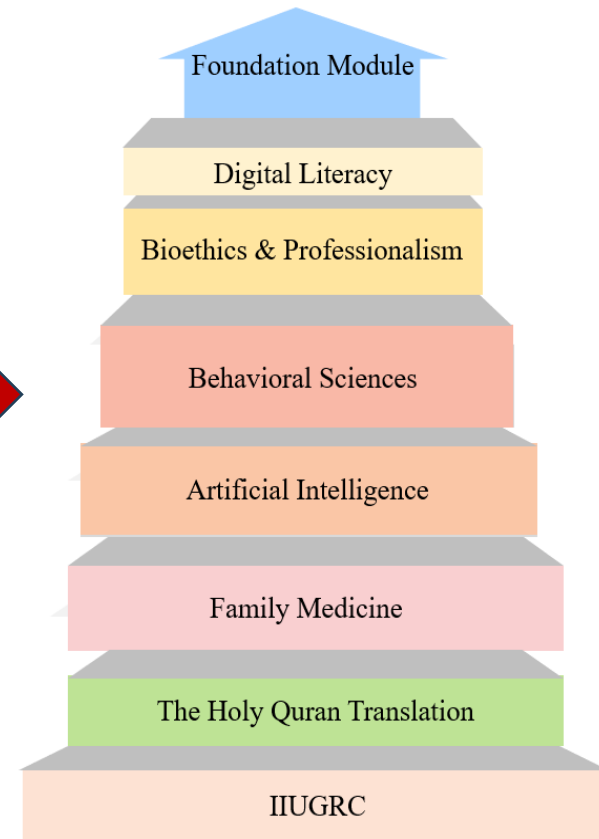 Foundation Module
Digital Literacy
Bioethics & Professionalism
Behavioral Sciences
Artificial Intelligence
Family Medicine
The Holy Quran Translation
IIUGRC